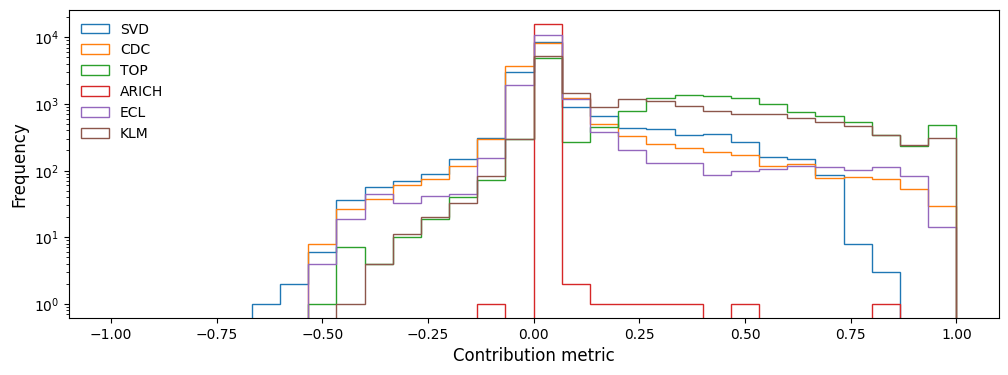 SVD
CDC
TOP
ARICH
ECL
KLM
10⁴
10³
10²
10¹
10⁰
Frequency
−1.00 −0.75 −0.50 −0.25 0.00 0.25 0.50 0.75 1.00
Contribution metric